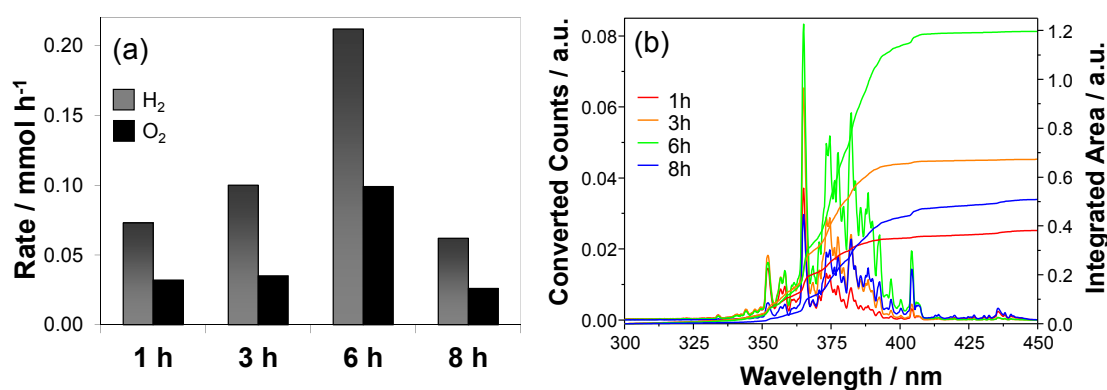 (a)
Rate / mmol h⁻¹
0.20
0.15
0.10
0.05
0.00
H₂
O₂
1 h 3 h 6 h 8 h
(b)
Converted Counts / a.u.
0.08
0.06
0.04
0.02
0.00
1h
3h
6h
8h
300 325 350 375 400 425 450
Wavelength / nm
1.2
1.0
0.8
0.6
0.4
0.2
0.0
Integrated Area / a.u.